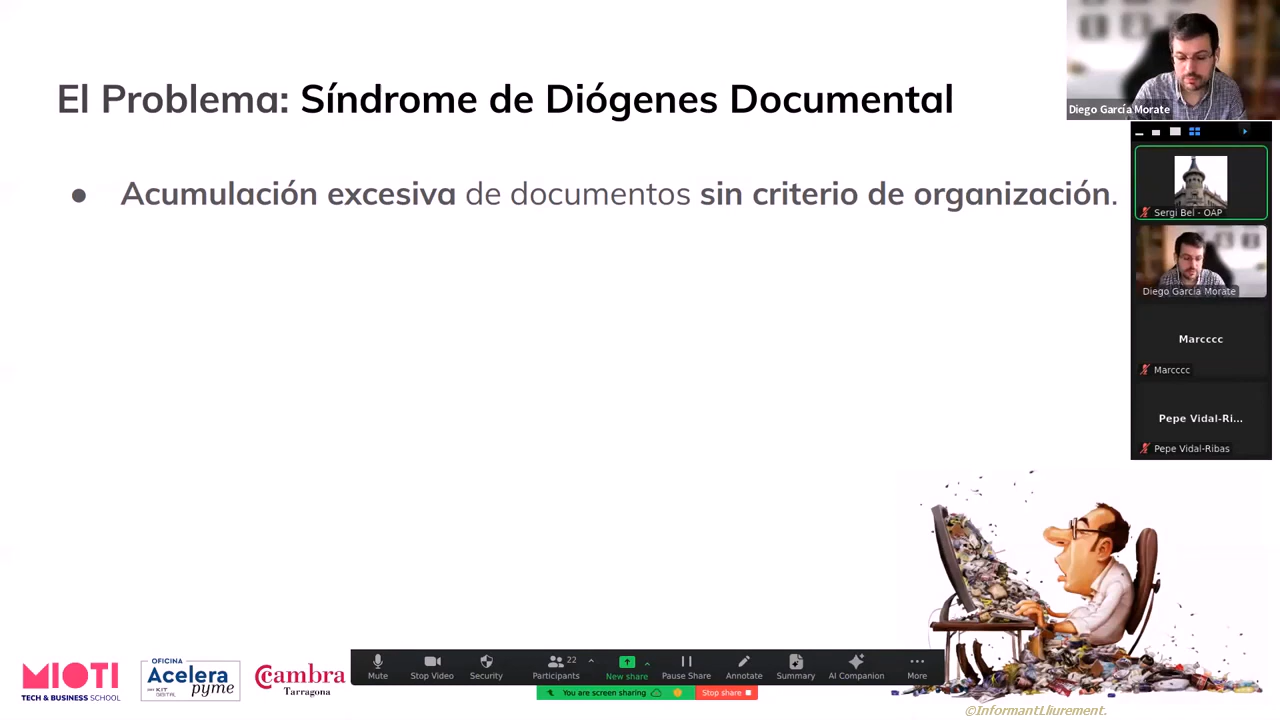 El Problema: Síndrome de Diógenes Documental
● Acumulación excesiva de documentos sin criterio de organización.
Diego García Morate
Sergi Bel - OAP
Diego García Morate
Marcccc
Marcccc
Pepe Vidal-Ri...
Pepe Vidal-Ribas
MIOTI
TECH & BUSINESS SCHOOL
OFICINA
Acelera
pyme
KIT
DIGITAL
Cambra
Tarragona
Mute
Stop Video
Security
Participants
22
New share
Pause Share
Annotate
Summary
AI Companion
More
You are screen sharing
Stop share
©InformantLliurement.